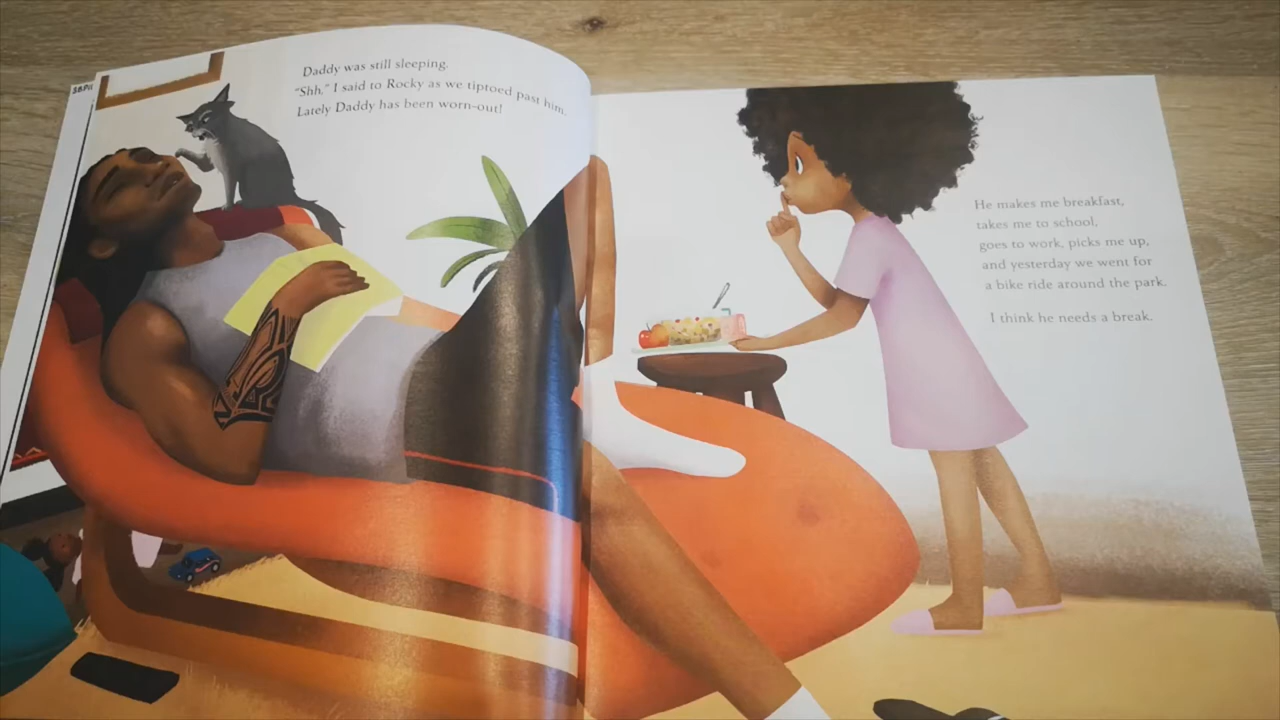 Daddy was still sleeping.
"Shh." I said to Rocky as we tiptoed past him.
Lately Daddy has been worn-out!
He makes me breakfast,
takes me to school,
goes to work, picks me up,
and yesterday we went for
a bike ride around the park.
I think he needs a break.